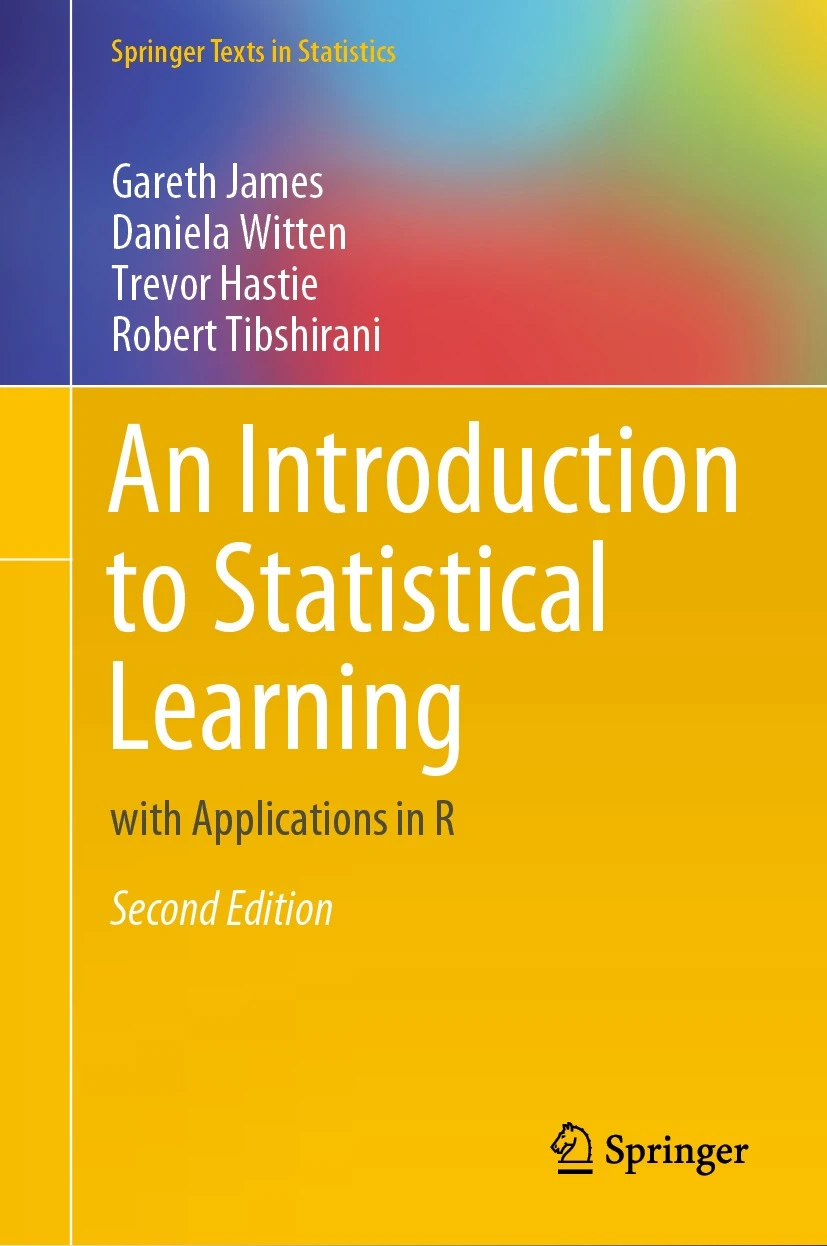 Springer Texts in Statistics
Gareth James
Daniela Witten
Trevor Hastie
Robert Tibshirani
An Introduction
to Statistical
Learning
with Applications in R
Second Edition
Springer